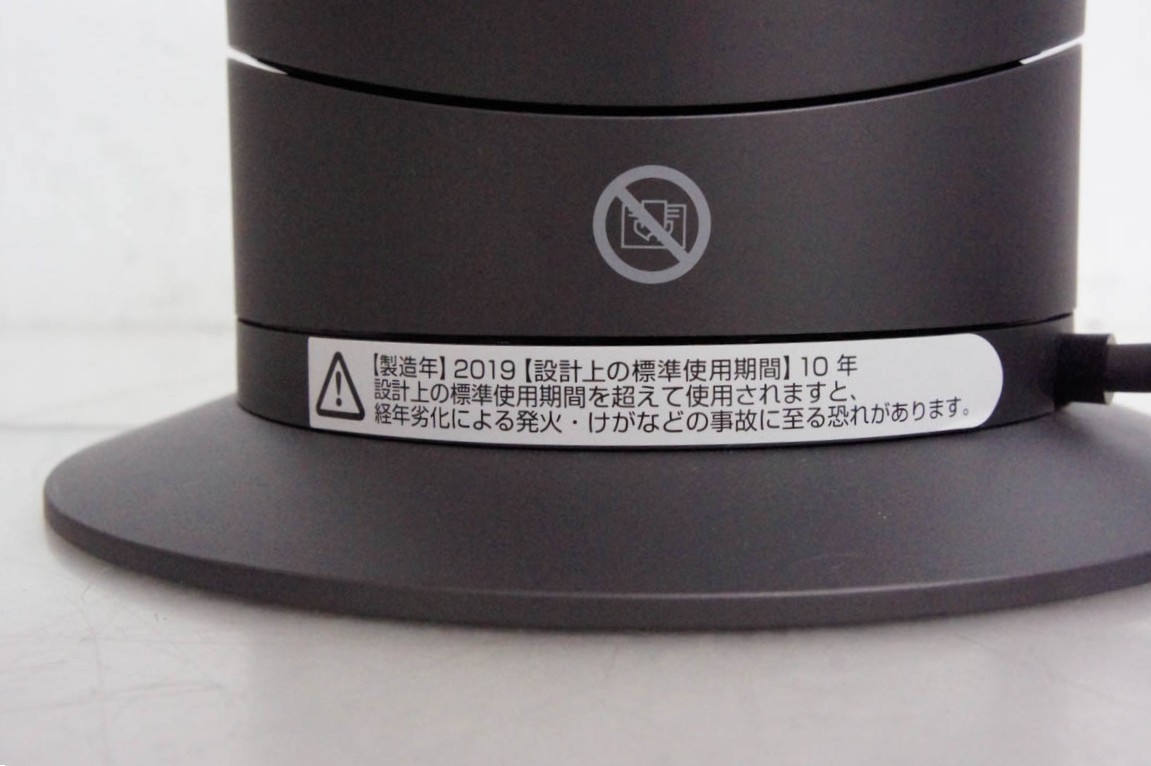 【製造年】2019【設計上の標準使用期間】10 年
設計上の標準使用期間を超えて使用されますと、
経年劣化による発火・けがなどの事故に至る恐れがあります。